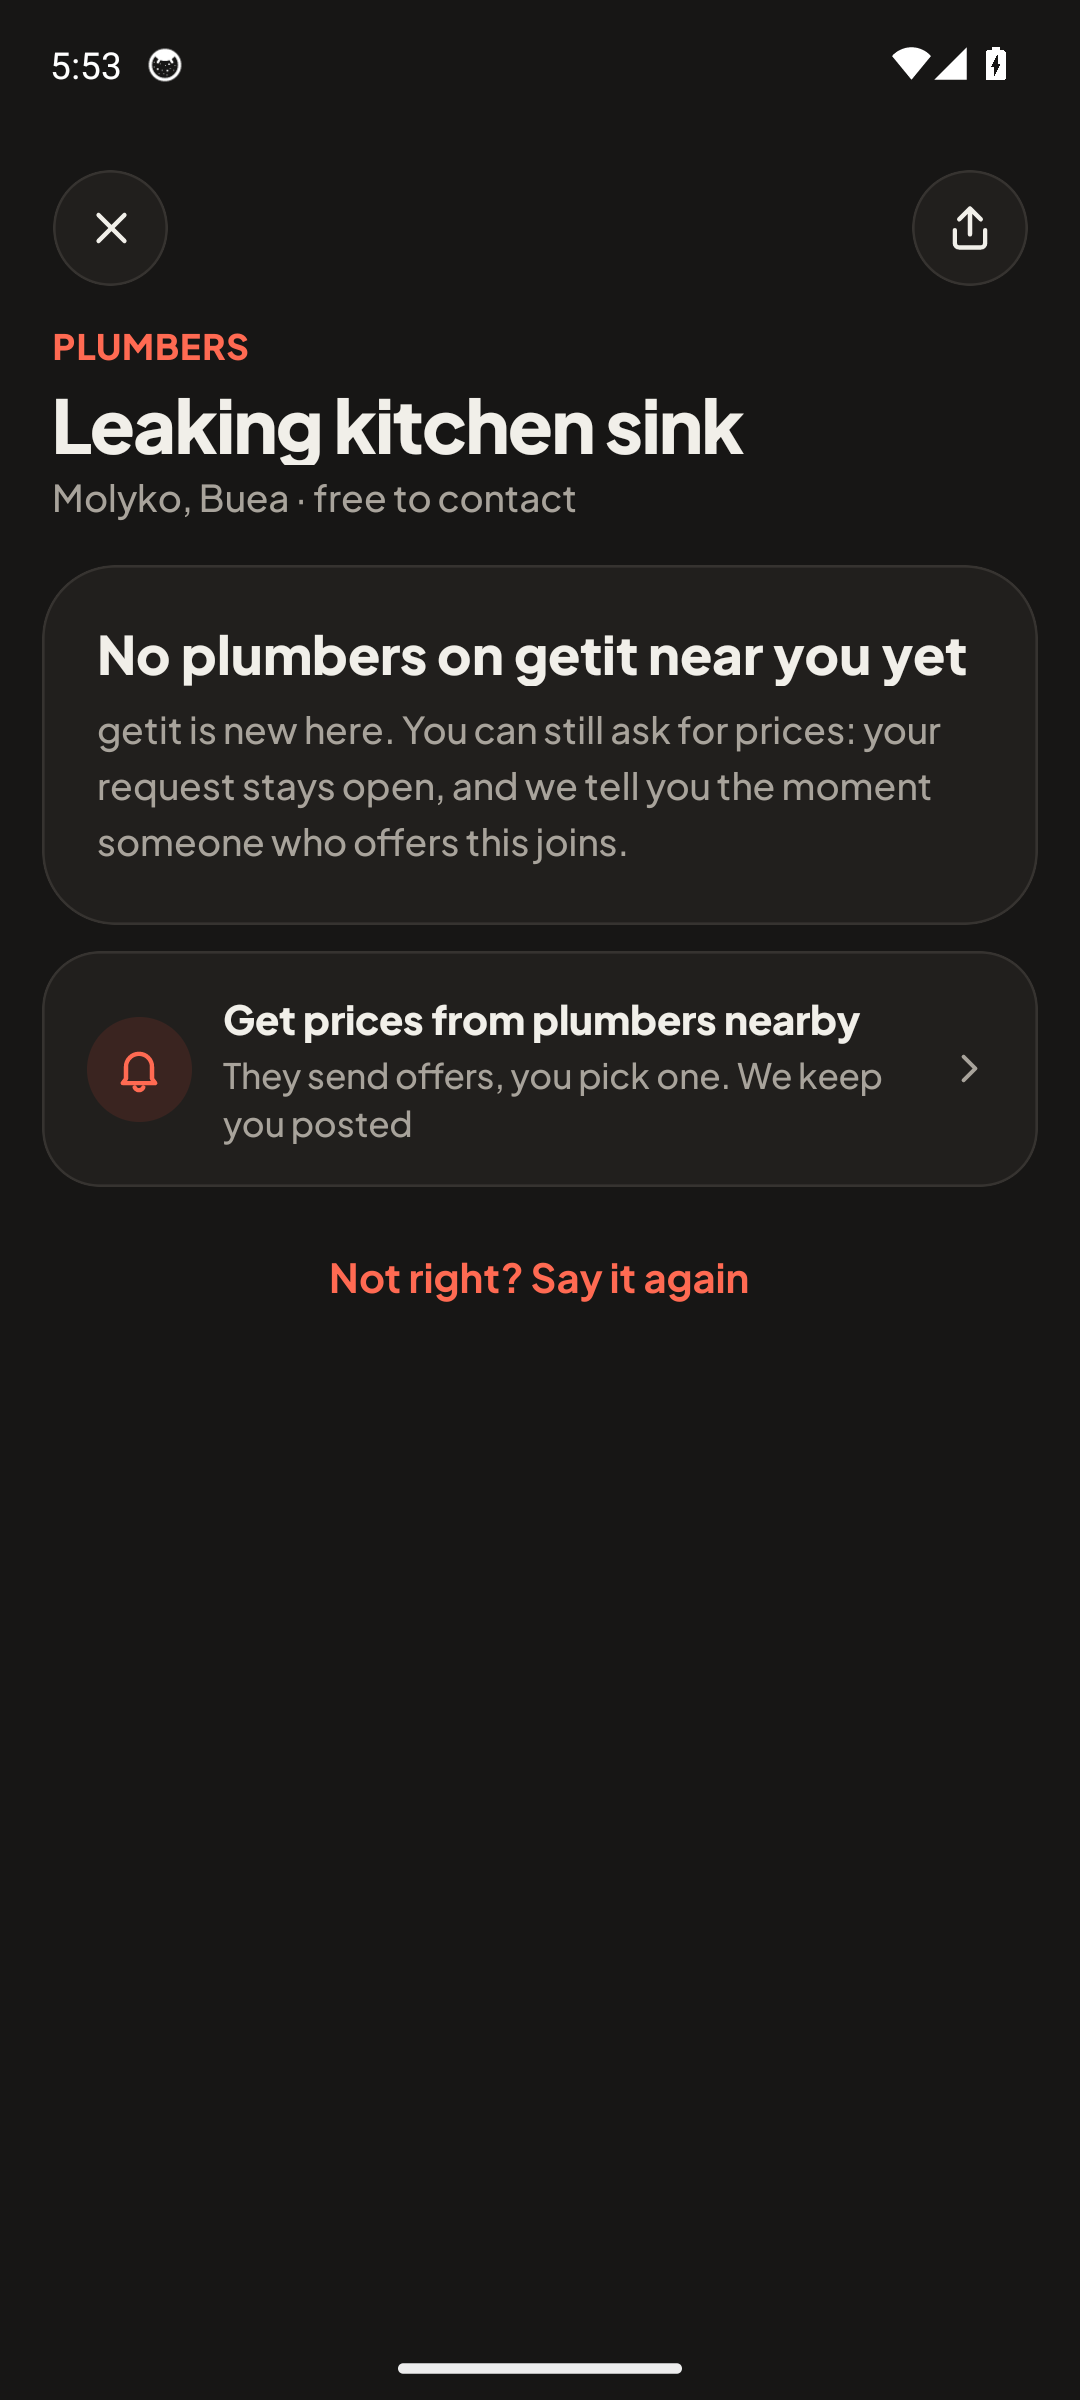 5:53
PLUMBERS
Leaking kitchen sink
Molyko, Buea · free to contact
No plumbers on getit near you yet
getit is new here. You can still ask for prices: your
request stays open, and we tell you the moment
someone who offers this joins.
Get prices from plumbers nearby
They send offers, you pick one. We keep
you posted
Not right? Say it again